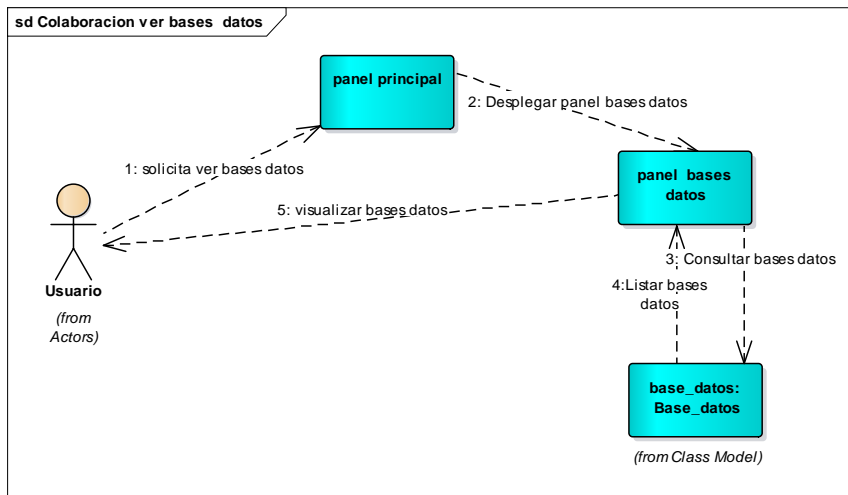 sd Colaboracion ver bases datos
panel principal
2: Desplegar panel bases datos
1: solicita ver bases datos
panel bases
datos
5: visualizar bases datos
3: Consultar bases datos
4:Listar bases
datos
Usuario
(from
Actors)
base_datos:
Base_datos
(from Class Model)